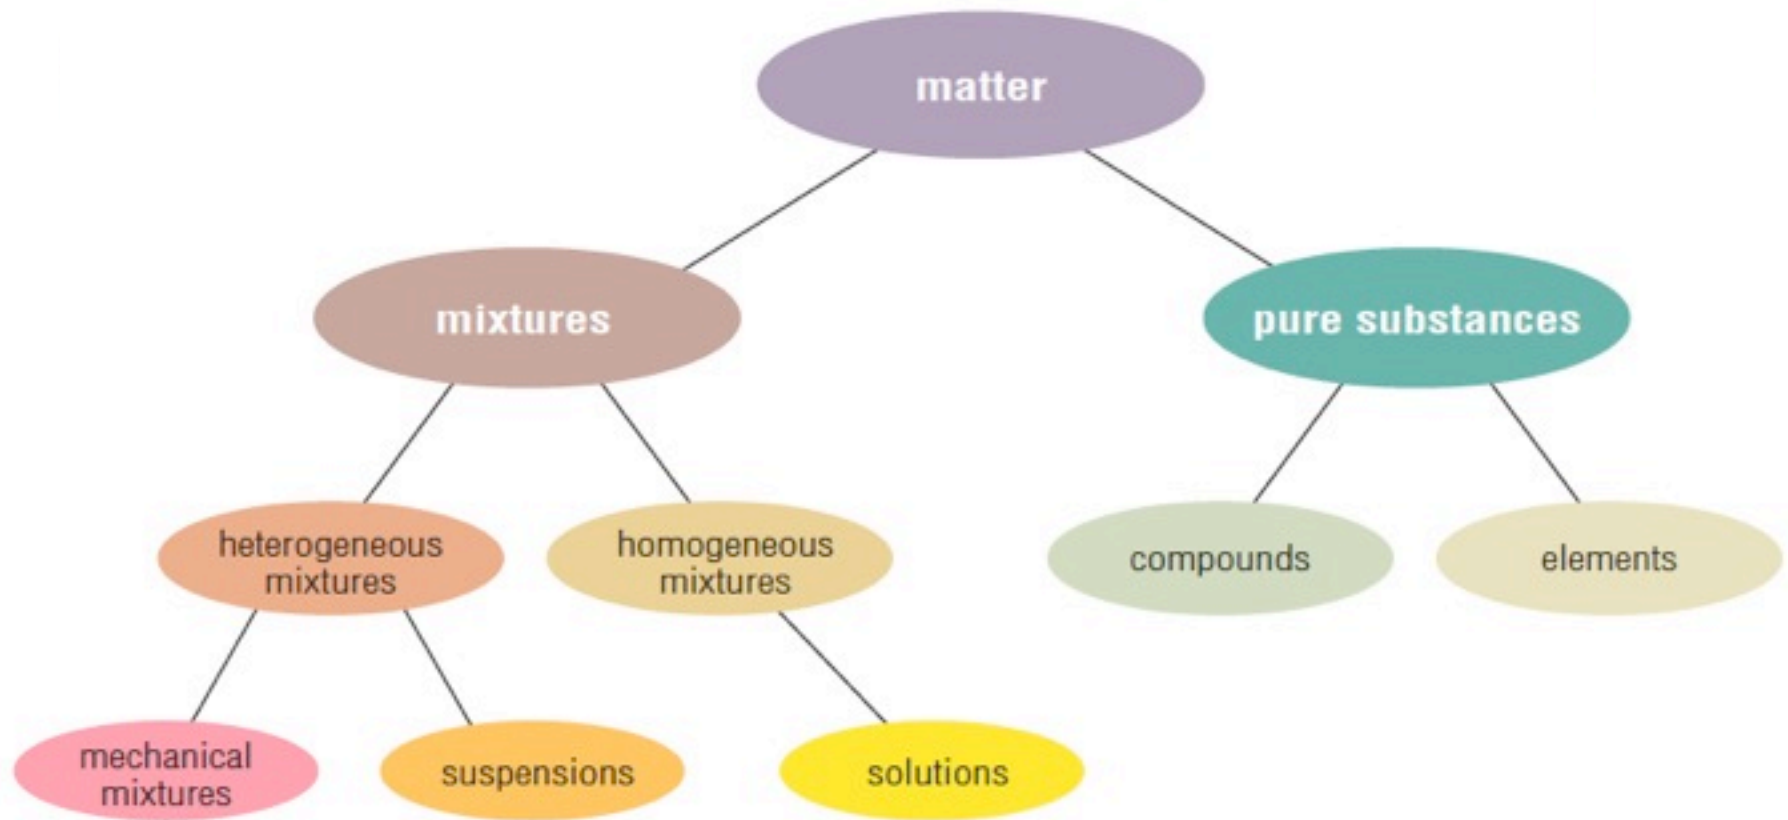 matter
mixtures
pure substances
heterogeneous
mixtures
homogeneous
mixtures
compounds
elements
mechanical
mixtures
suspensions
solutions